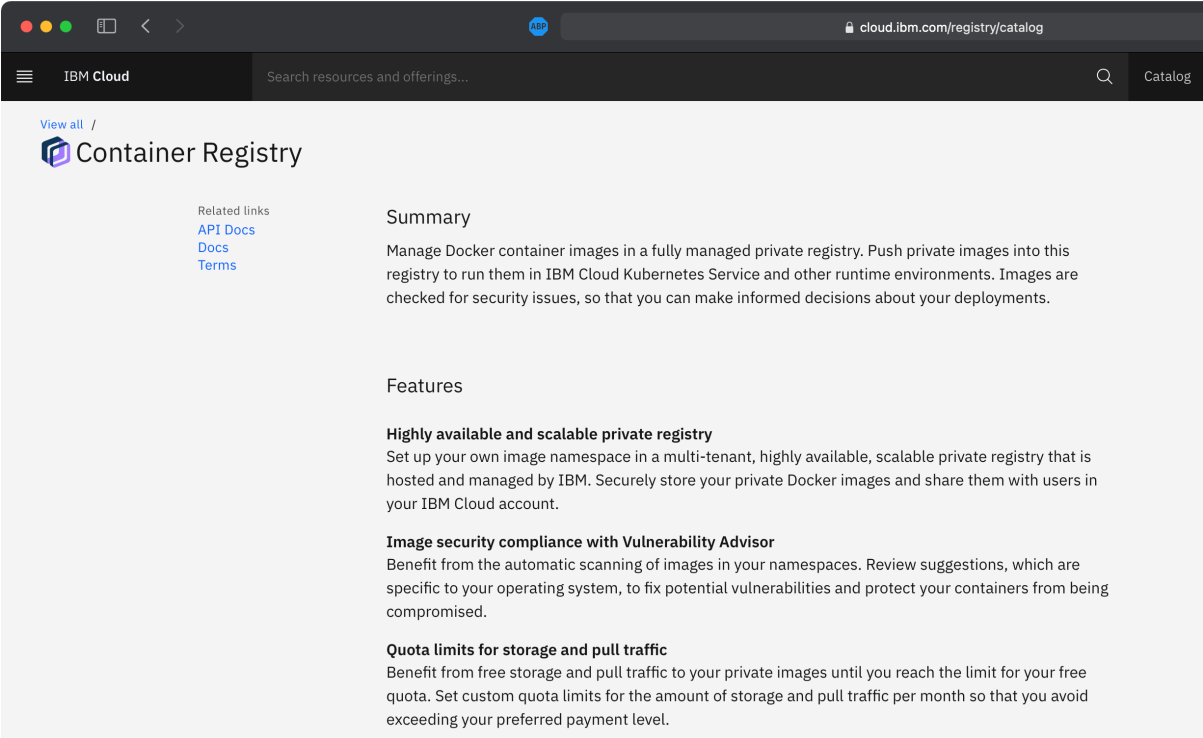 ABP
cloud.ibm.com/registry/catalog
IBM Cloud
Search resources and offerings...
Catalog
View all /
Container Registry
Related links
API Docs
Docs
Terms
Summary
Manage Docker container images in a fully managed private registry. Push private images into this
registry to run them in IBM Cloud Kubernetes Service and other runtime environments. Images are
checked for security issues, so that you can make informed decisions about your deployments.
Features
Highly available and scalable private registry
Set up your own image namespace in a multi-tenant, highly available, scalable private registry that is
hosted and managed by IBM. Securely store your private Docker images and share them with users in
your IBM Cloud account.
Image security compliance with Vulnerability Advisor
Benefit from the automatic scanning of images in your namespaces. Review suggestions, which are
specific to your operating system, to fix potential vulnerabilities and protect your containers from being
compromised.
Quota limits for storage and pull traffic
Benefit from free storage and pull traffic to your private images until you reach the limit for your free
quota. Set custom quota limits for the amount of storage and pull traffic per month so that you avoid
exceeding your preferred payment level.